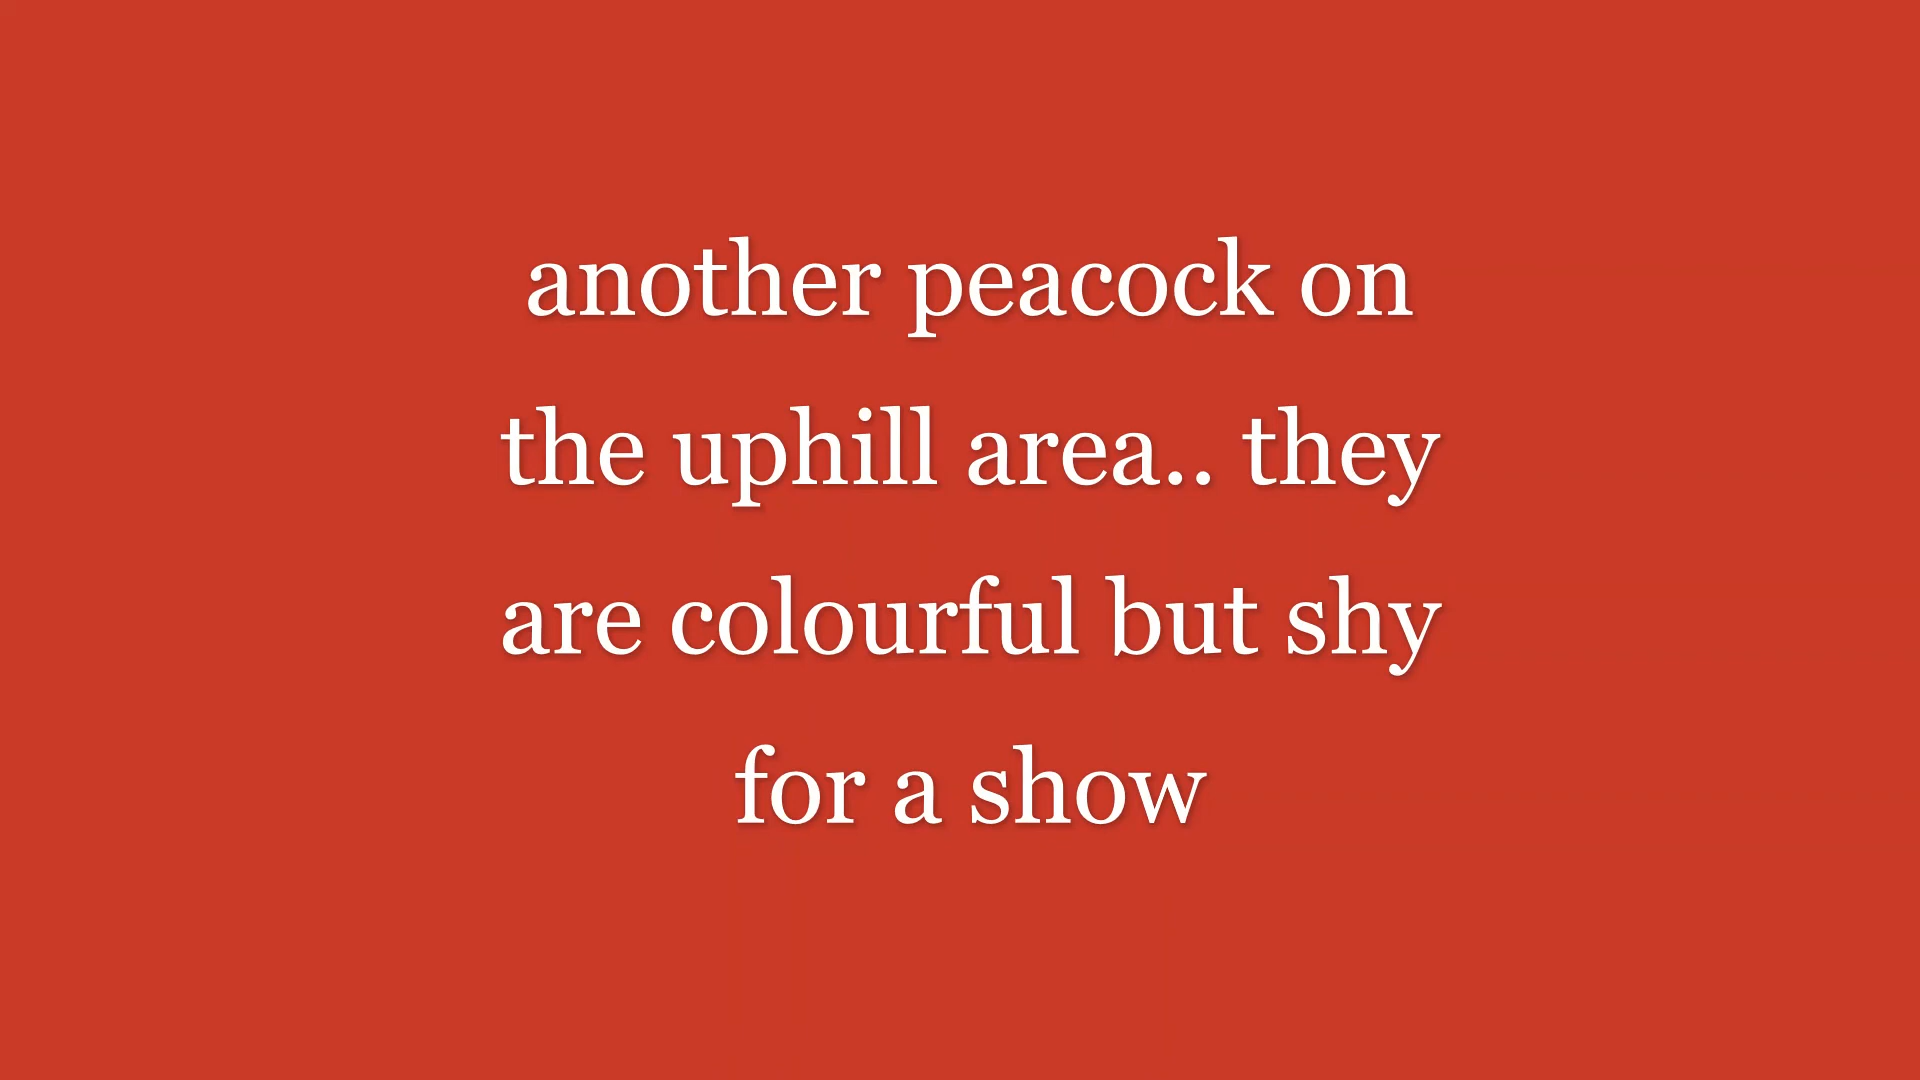 another peacock on
the uphill area.. they
are colourful but shy
for a show